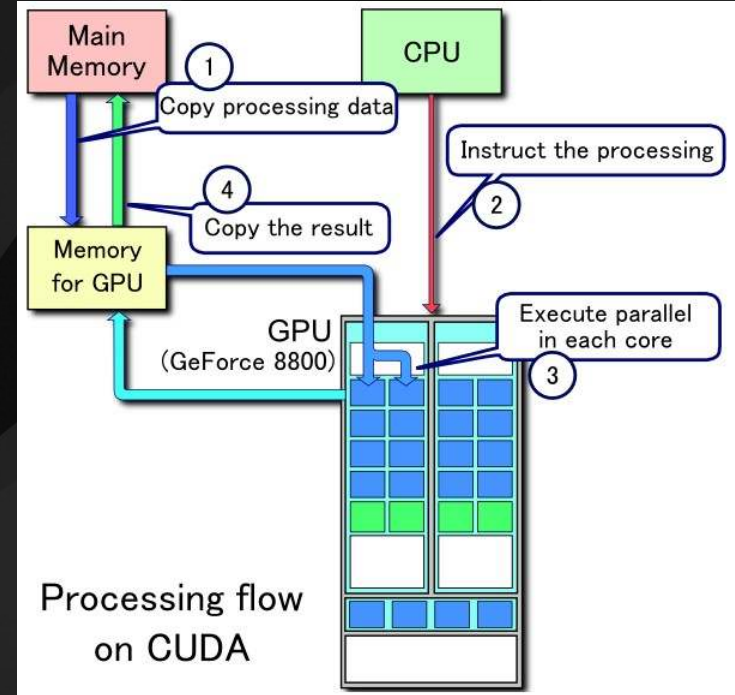 Main
Memory
CPU
1
Copy processing data
Instruct the processing
2
4
Copy the result
Memory
for GPU
GPU
(GeForce 8800)
Execute parallel
in each core
3
Processing flow
on CUDA